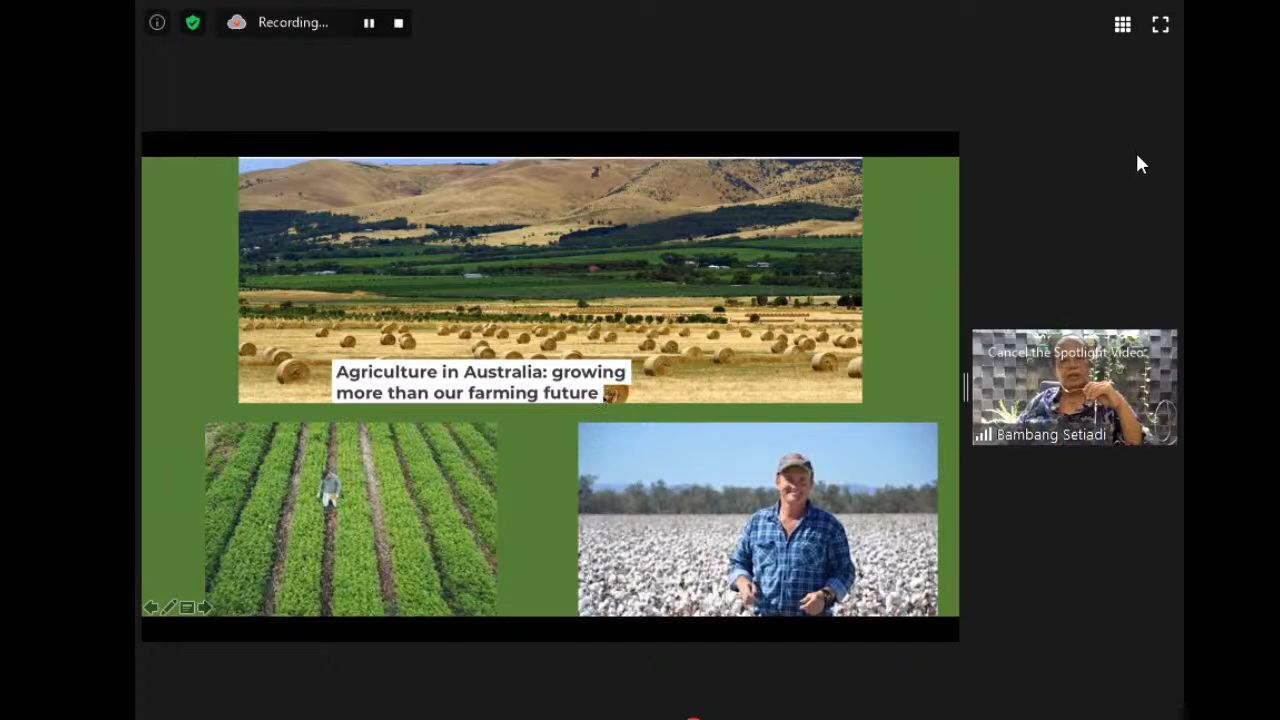 Recording...
Agriculture in Australia: growing
more than our farming future
Cancel the Spotlight Video
Bambang Setiadi